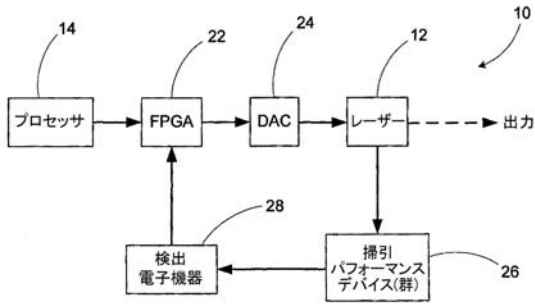 14
22
24
12
10
プロセッサ
FPGA
DAC
レーザー
出力
28
検出
電子機器
掃引
パフォーマンス
デバイス(群)
26